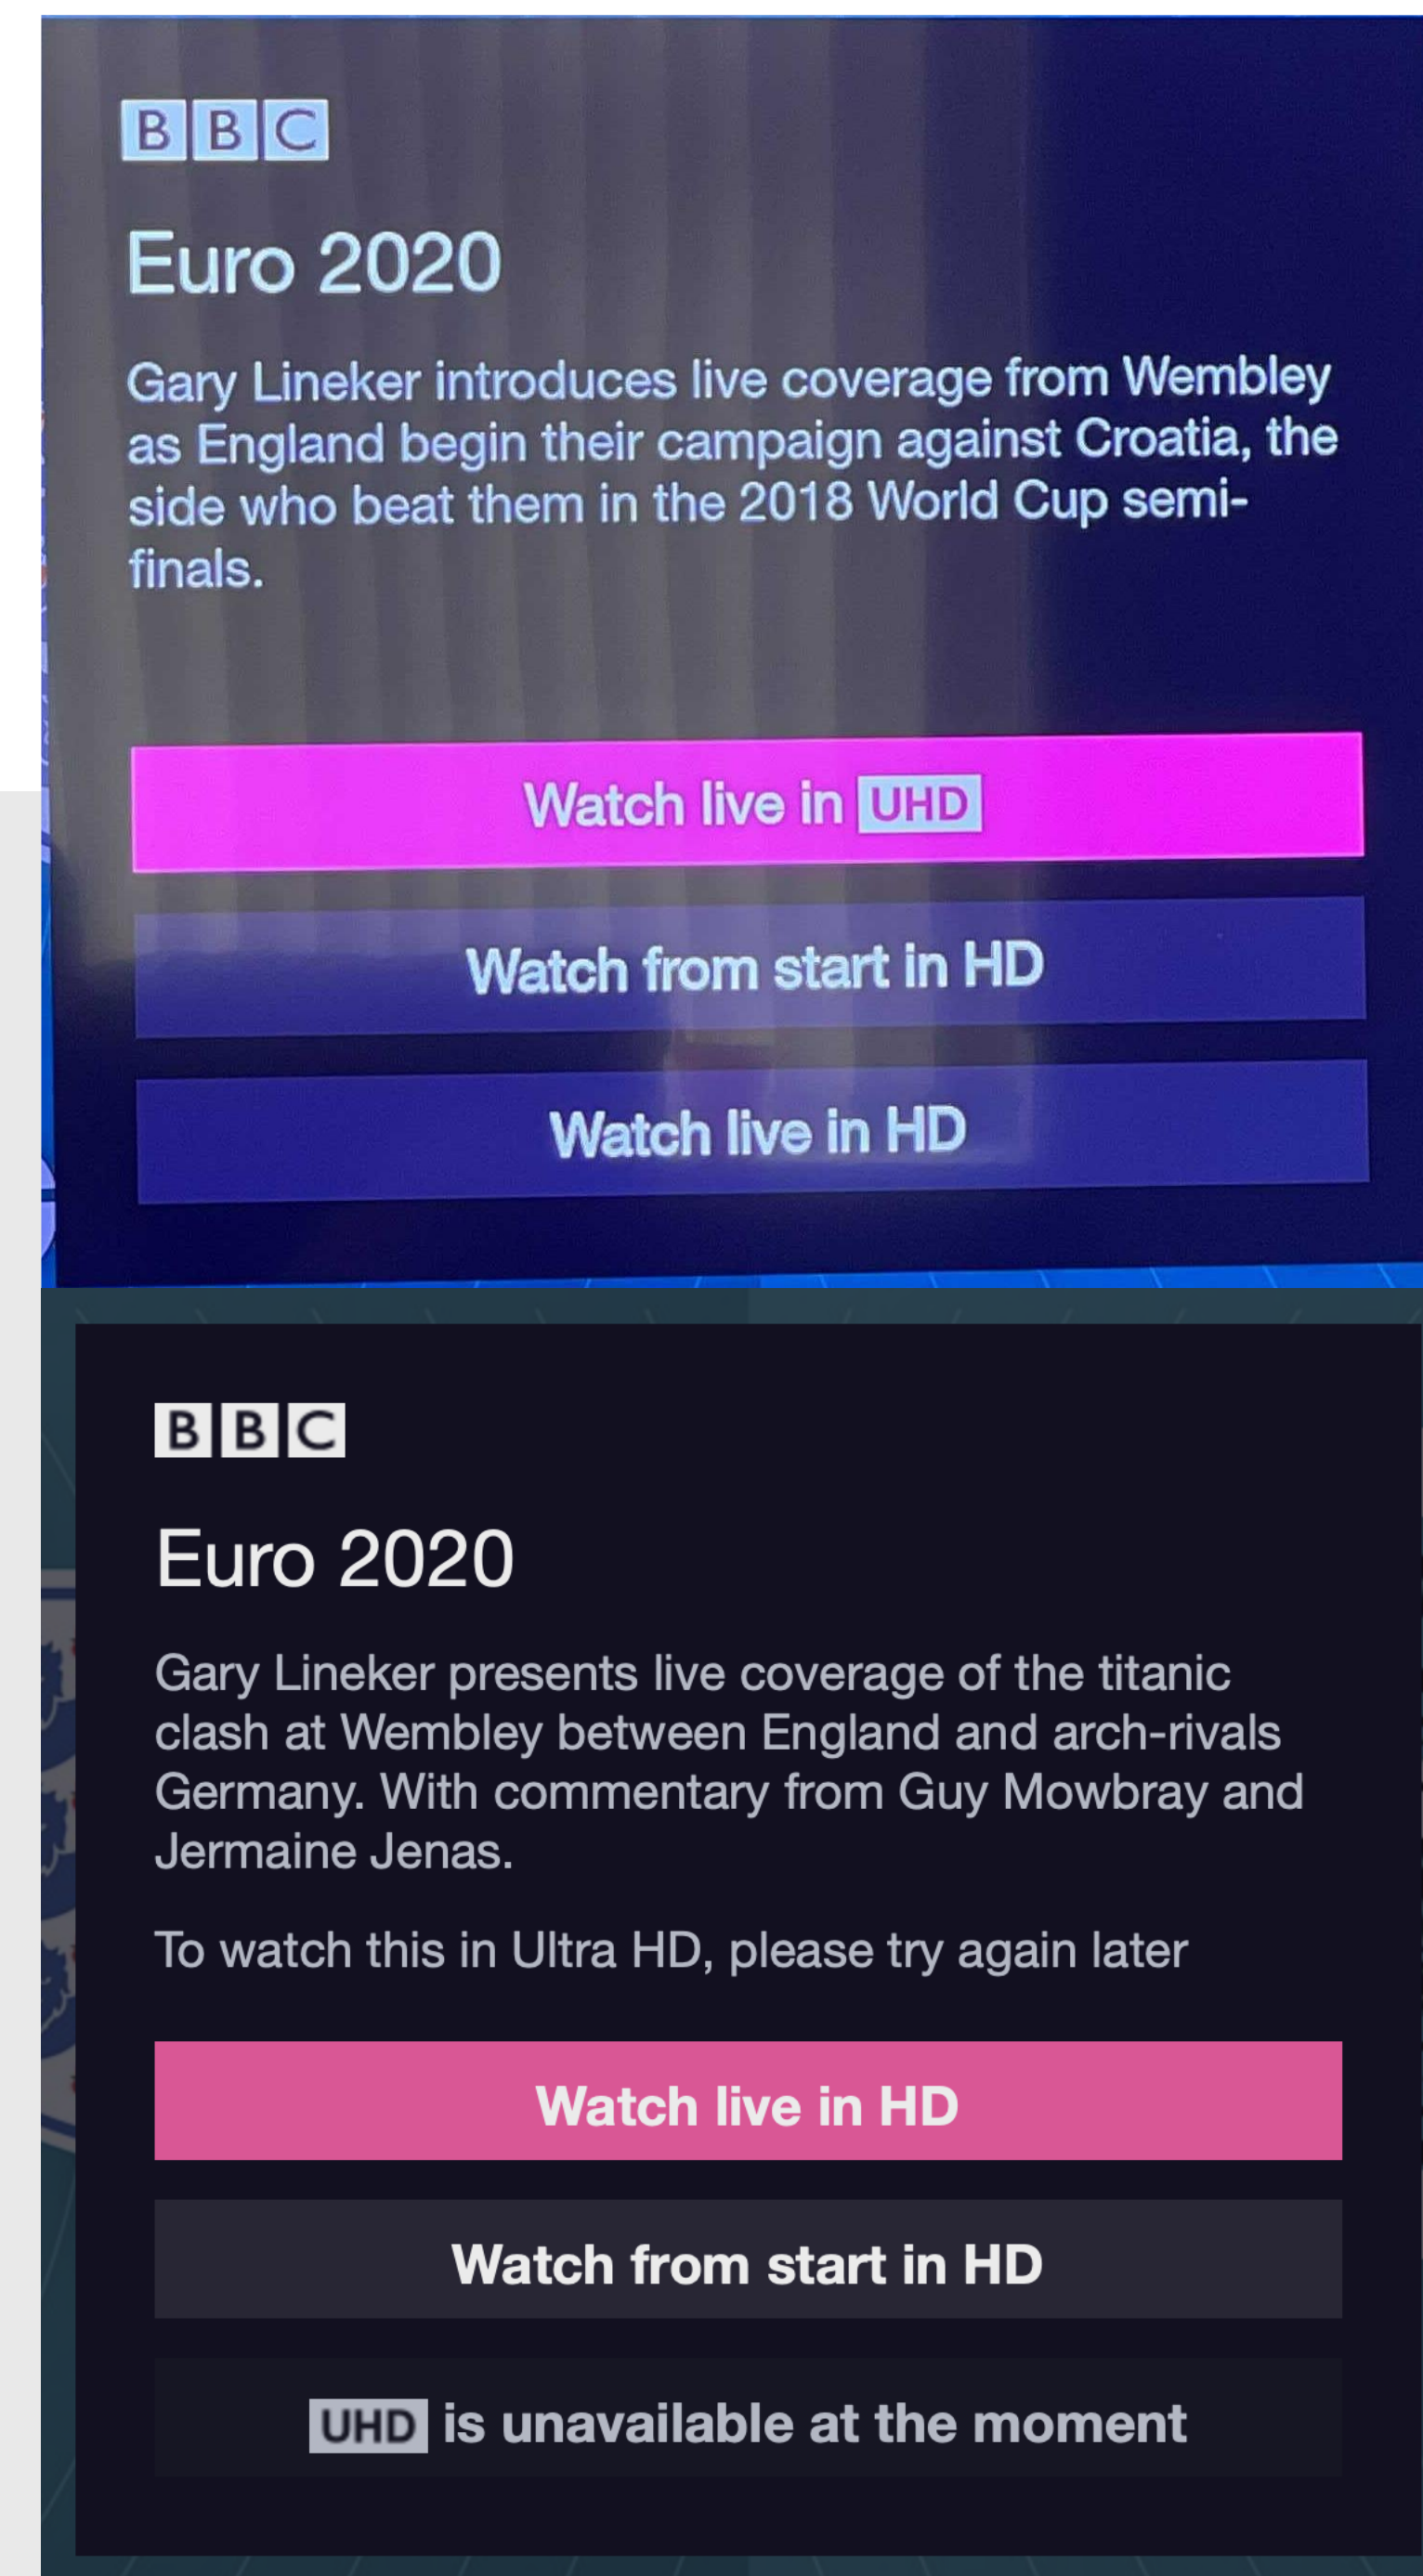 BBC
Euro 2020
Gary Lineker introduces live coverage from Wembley
as England begin their campaign against Croatia, the
side who beat them in the 2018 World Cup semi-
finals.
Watch live in UHD
Watch from start in HD
Watch live in HD
BBC
Euro 2020
Gary Lineker presents live coverage of the titanic
clash at Wembley between England and arch-rivals
Germany. With commentary from Guy Mowbray and
Jermaine Jenas.
To watch this in Ultra HD, please try again later
Watch live in HD
Watch from start in HD
UHD is unavailable at the moment